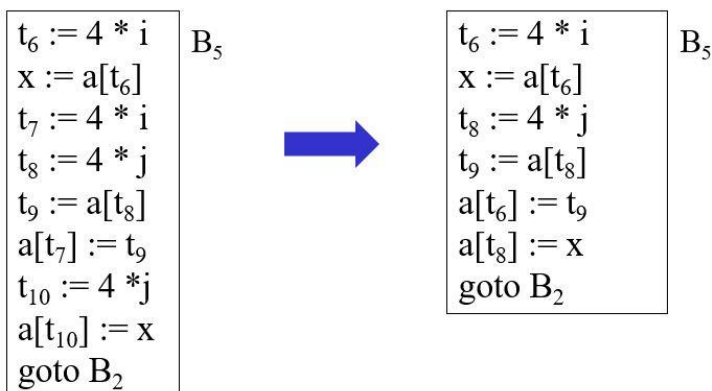 t₆ := 4 * i
x := a[t₆]
t₇ := 4 * i
t₈ := 4 * j
t₉ := a[t₈]
a[t₇] := t₉
t₁₀ := 4 *j
a[t₁₀] := x
goto B₂
B₅
t₆ := 4 * i
x := a[t₆]
t₈ := 4 * j
t₉ := a[t₈]
a[t₆] := t₉
a[t₈] := x
goto B₂
B₅